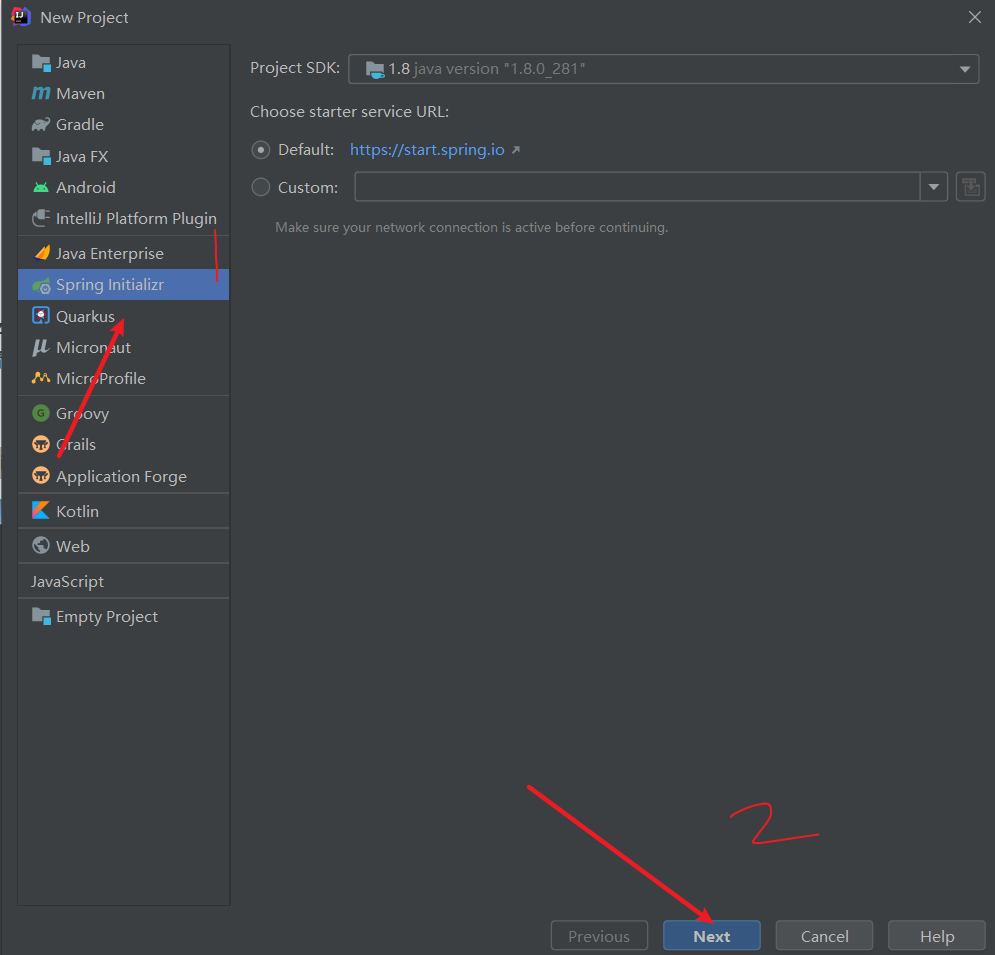 New Project
Java
Maven
Gradle
Java FX
Android
IntelliJ Platform Plugin
Java Enterprise
1
Spring Initializr
Quarkus
Micronaut
MicroProfile
Groovy
Grails
Application Forge
Kotlin
Web
JavaScript
Empty Project
Project SDK: 1.8 java version "1.8.0_281"
Choose starter service URL:
Default: https://start.spring.io
Custom:
Make sure your network connection is active before continuing.
2
Previous Next Cancel Help